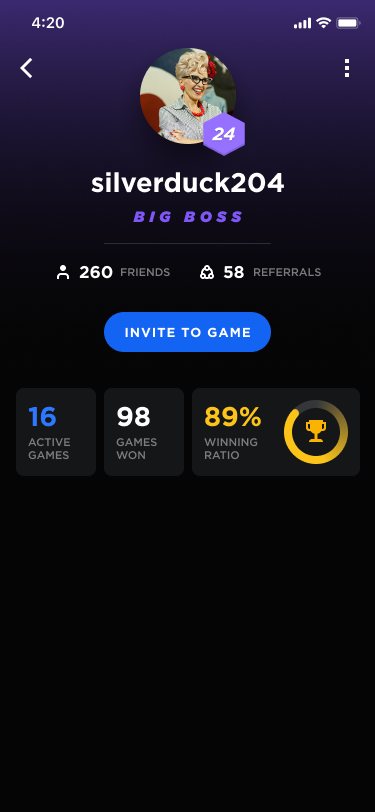 4:20
24
silverduck204
BIG BOSS
260 FRIENDS 58 REFERRALS
INVITE TO GAME
16
ACTIVE
GAMES
98
GAMES
WON
89%
WINNING
RATIO